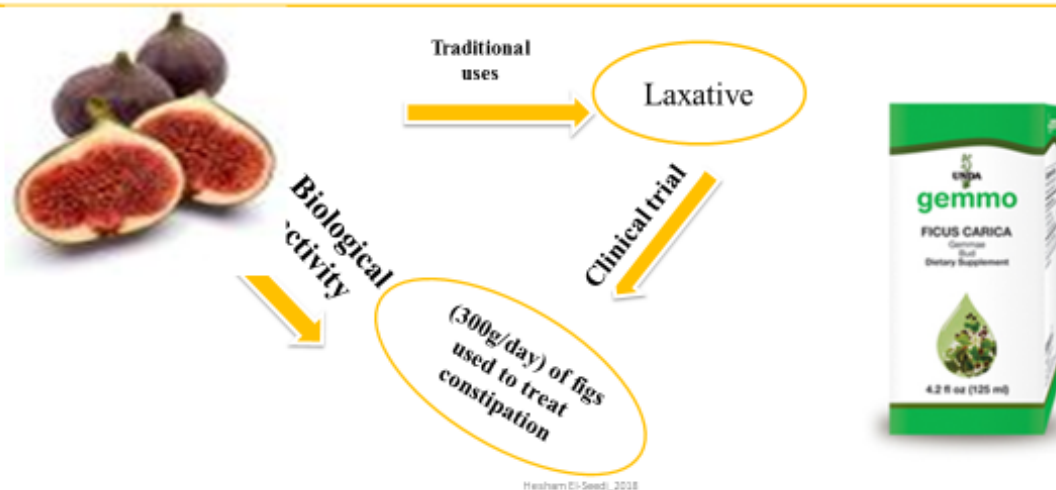 Traditional
uses
Laxative
Biological
activity
Clinical trial
(300g/day) of figs
used to treat
constipation
UNDA
gemmo
FICUS CARICA
Gemmae
Bud
Dietary Supplement
4.2 fl oz (125 ml)
Hesham El-Seedi, 2018